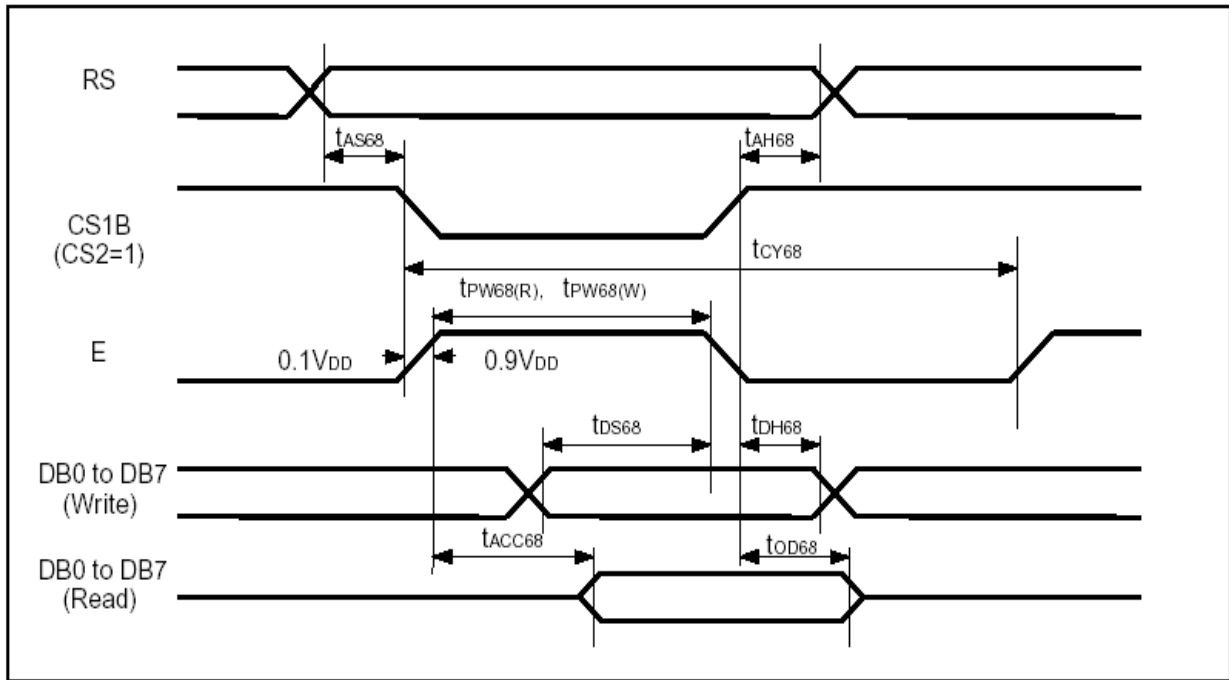 RS
tAS68
tAH68
CS1B
(CS2=1)
tCY68
tPW68(R), tPW68(W)
E
0.1VDD
0.9VDD
tDS68
tDH68
DB0 to DB7
(Write)
tACC68
tOD68
DB0 to DB7
(Read)